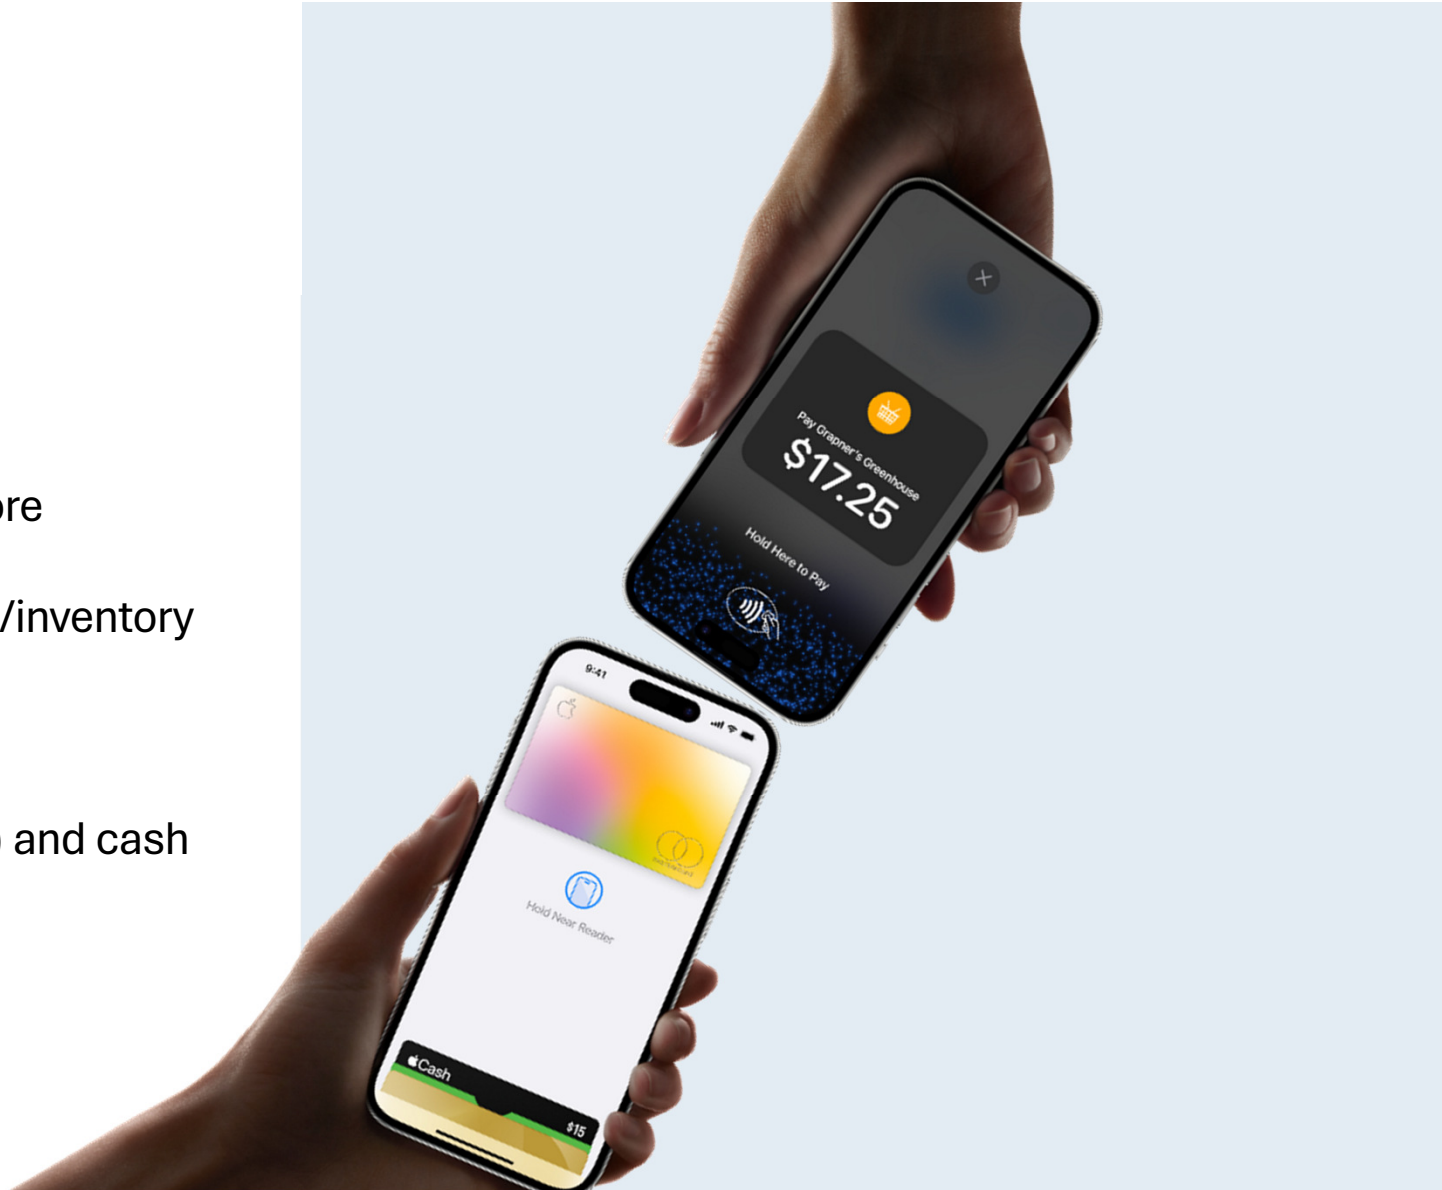 ore
/inventory
and cash
Pay Grapner's Greenhouse
$17.25
Hold Here to Pay
9:41
Hold Near Reader
Cash
$15